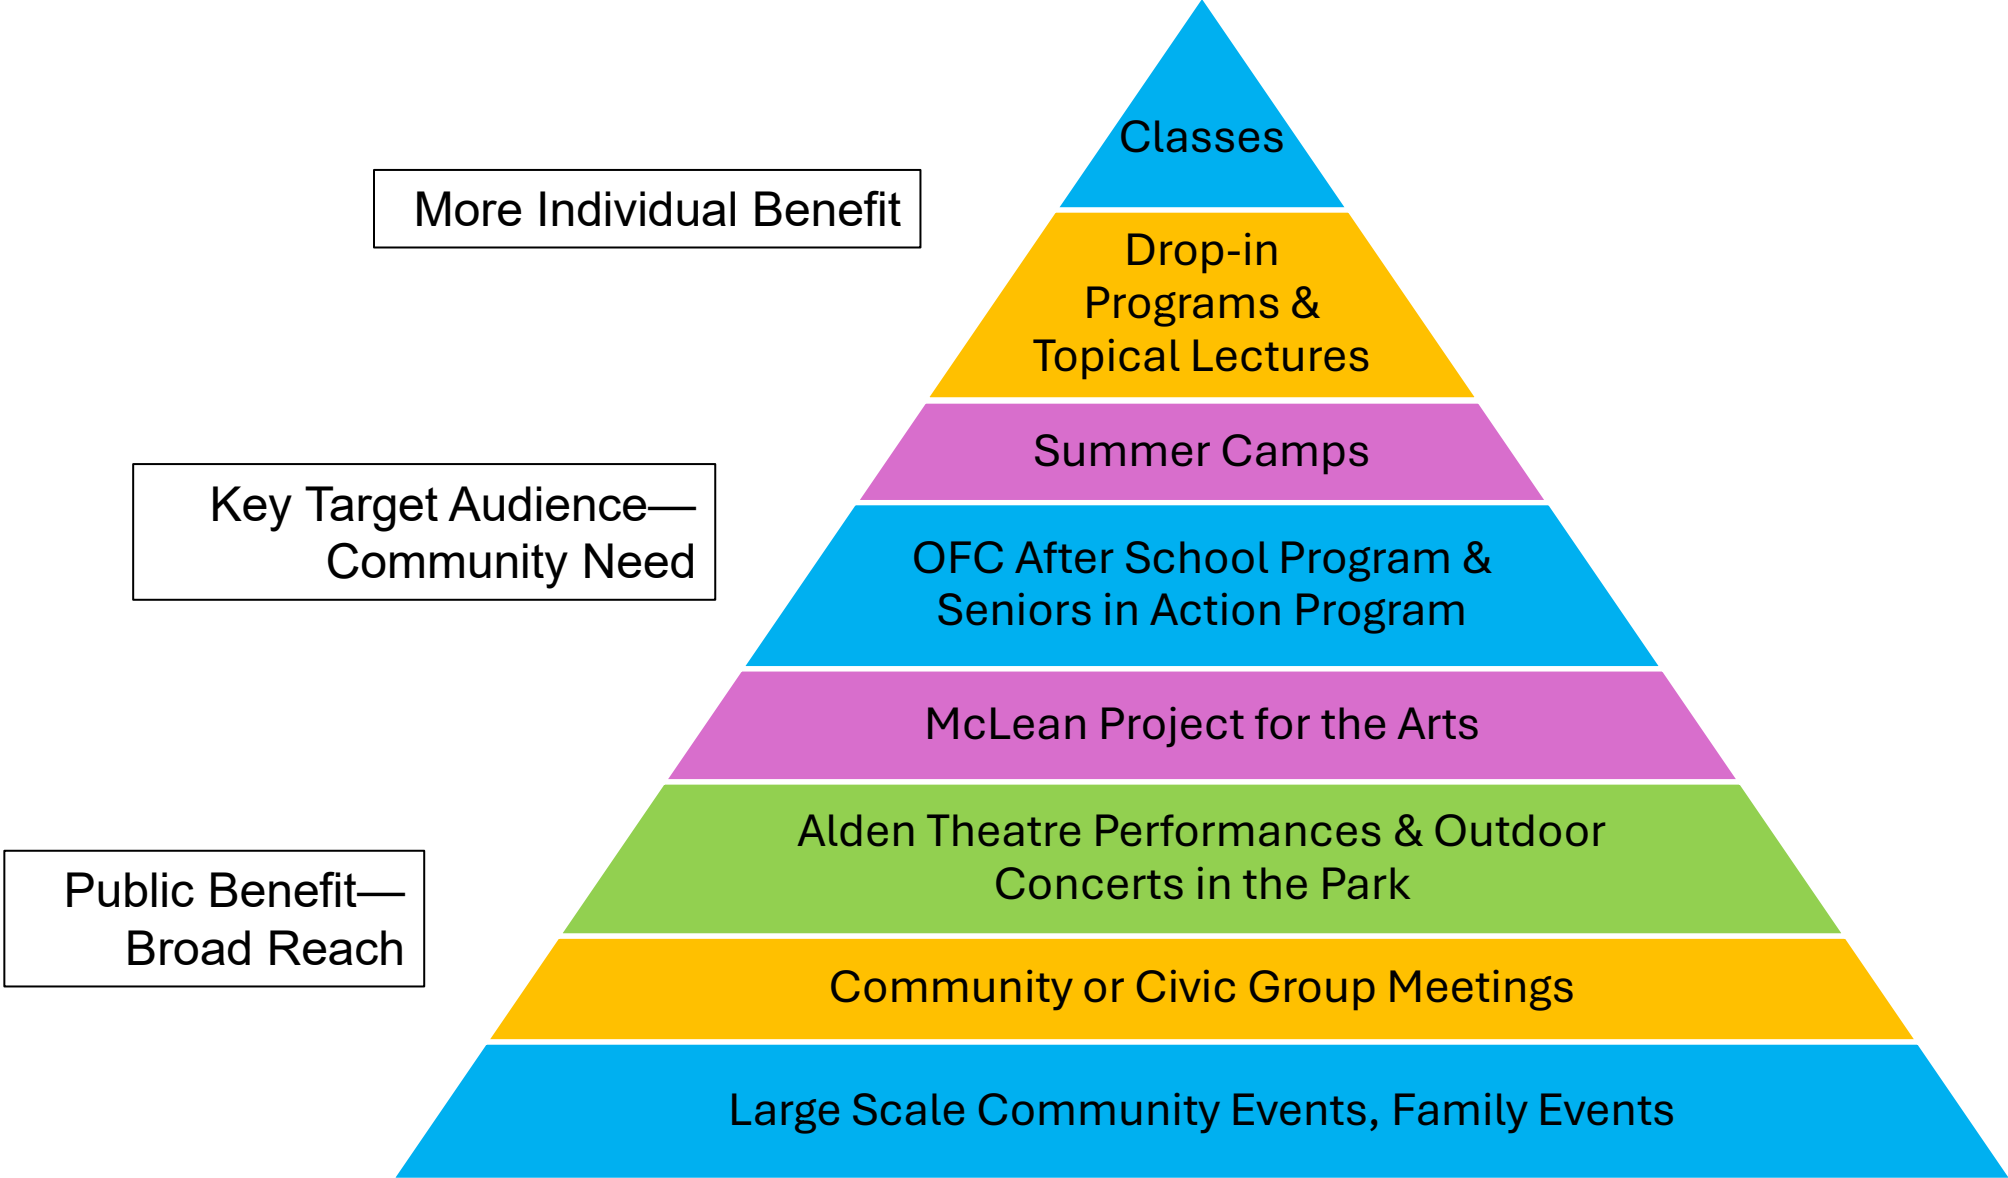 Classes
More Individual Benefit
Drop-in
Programs &
Topical Lectures
Summer Camps
Key Target Audience—
Community Need
OFC After School Program &
Seniors in Action Program
McLean Project for the Arts
Alden Theatre Performances & Outdoor
Concerts in the Park
Public Benefit—
Broad Reach
Community or Civic Group Meetings
Large Scale Community Events, Family Events